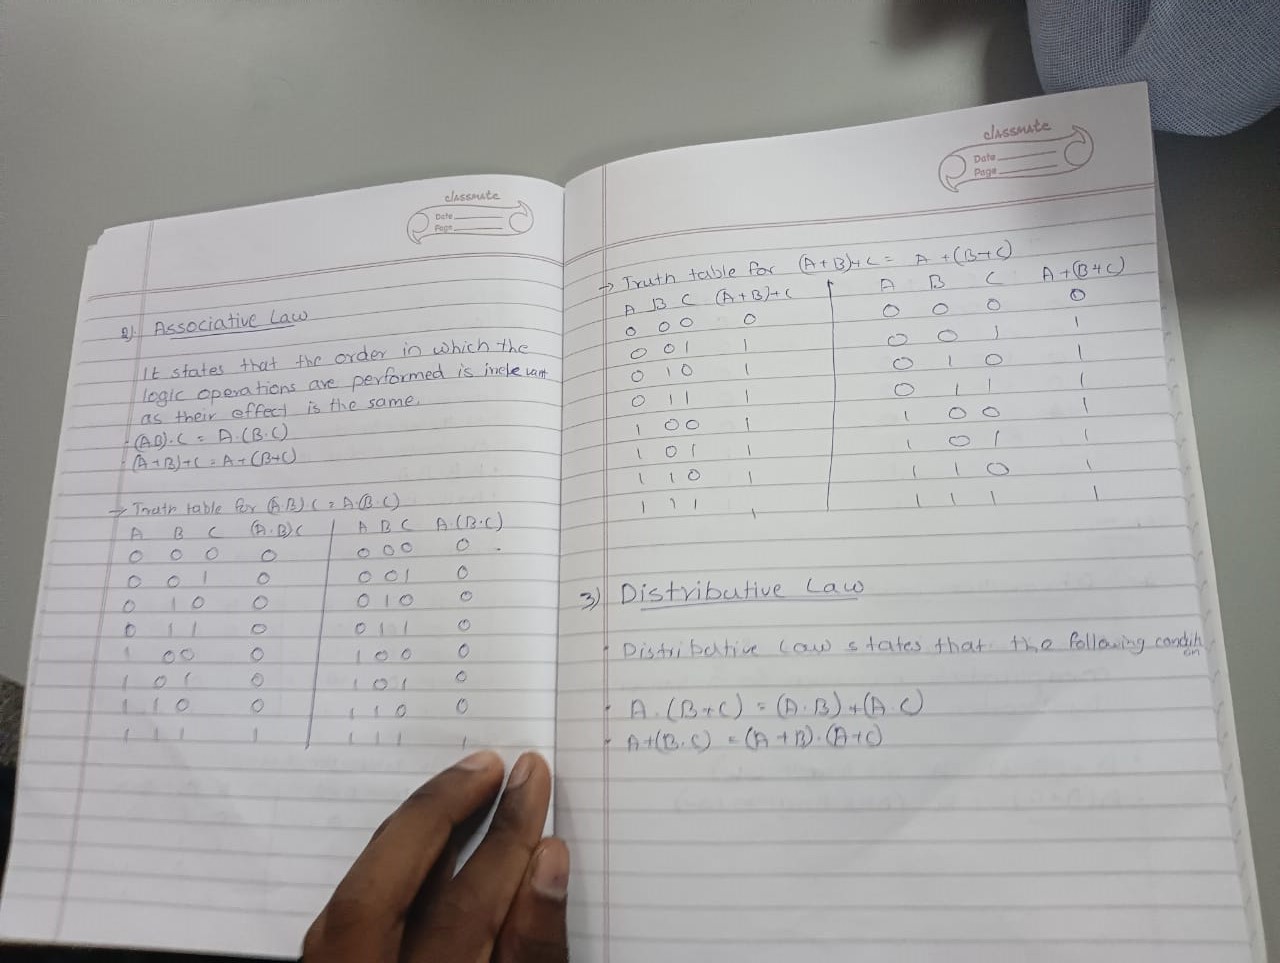 classmate
Date
Page
2) Associative Law
It states that the order in which the
logic operations are performed is irrelevant
as their effect is the same.
(AB).C = A.(B.C)
(A+B)+C = A+(B+C)
→ Truth table for (A.B)C = A.(B.C)
A B C (A.B)C | A B C A.(B.C)
0 0 0 0 | 0 0 0 0
0 0 1 0 | 0 0 1 0
0 1 0 0 | 0 1 0 0
0 1 1 0 | 0 1 1 0
1 0 0 0 | 1 0 0 0
1 0 1 0 | 1 0 1 0
1 1 0 0 | 1 1 0 0
1 1 1 1 | 1 1 1 1
classmate
Date
Page
→ Truth table for (A+B)+C = A+(B+C)
A B C (A+B)+C | A B C A+(B+C)
0 0 0 0 | 0 0 0 0
0 0 1 1 | 0 0 1 1
0 1 0 1 | 0 1 0 1
0 1 1 1 | 0 1 1 1
1 0 0 1 | 1 0 0 1
1 0 1 1 | 1 0 1 1
1 1 0 1 | 1 1 0 1
1 1 1 1 | 1 1 1 1
3) Distributive Law
Distributive Law states that the following condition
A.(B+C) = (A.B)+(A.C)
A+(B.C) = (A+B).(A+C)